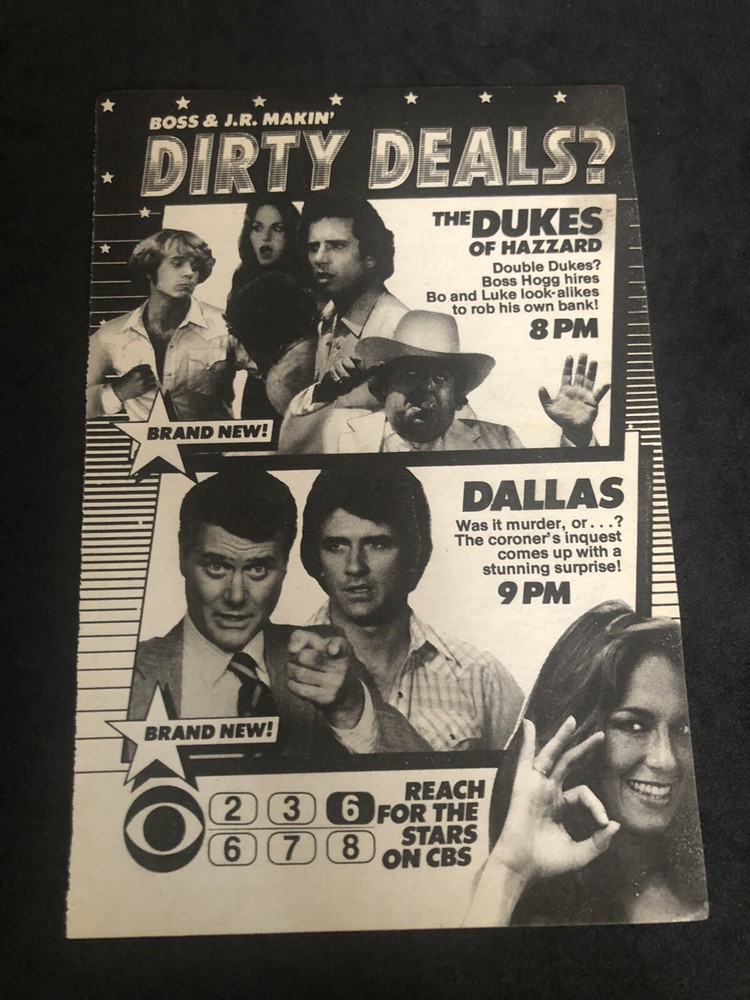 BOSS & J.R. MAKIN'
DIRTY DEALS?
THE DUKES
OF HAZZARD
Double Dukes?
Boss Hogg hires
Bo and Luke look-alikes
to rob his own bank!
8 PM
BRAND NEW!
DALLAS
Was it murder, or...?
The coroner's inquest
comes up with a
stunning surprise!
9 PM
BRAND NEW!
2 3 6
6 7 8
REACH
FOR THE
STARS
ON CBS